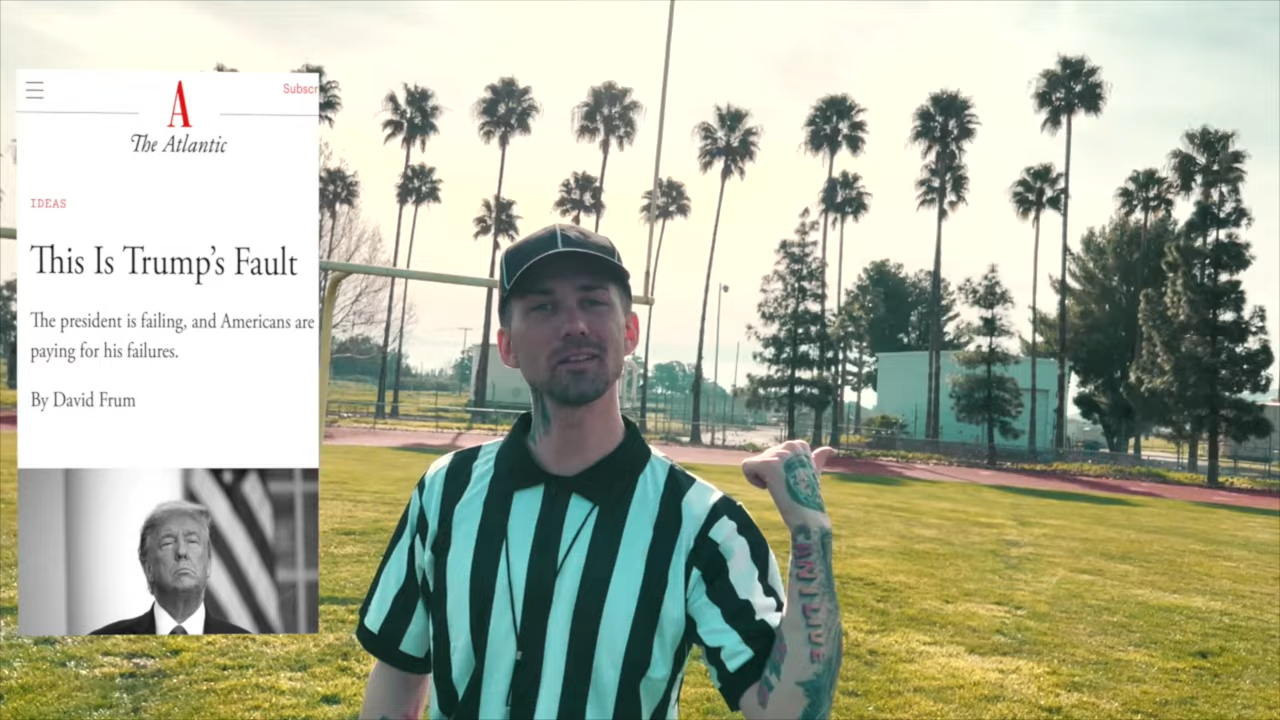 Subscr
A
The Atlantic
IDEAS
This Is Trump's Fault
The president is failing, and Americans are
paying for his failures.
By David Frum